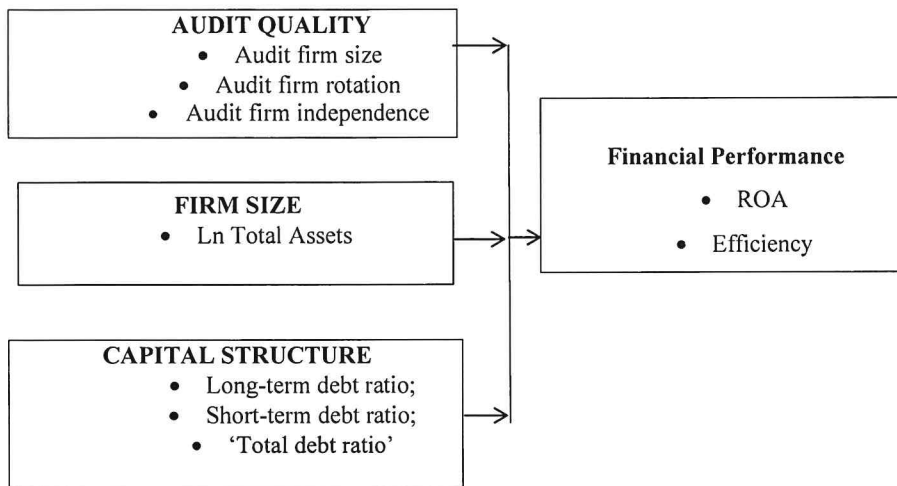 AUDIT QUALITY
• Audit firm size
• Audit firm rotation
• Audit firm independence
FIRM SIZE
• Ln Total Assets
CAPITAL STRUCTURE
• Long-term debt ratio;
• Short-term debt ratio;
• ‘Total debt ratio’
Financial Performance
• ROA
• Efficiency